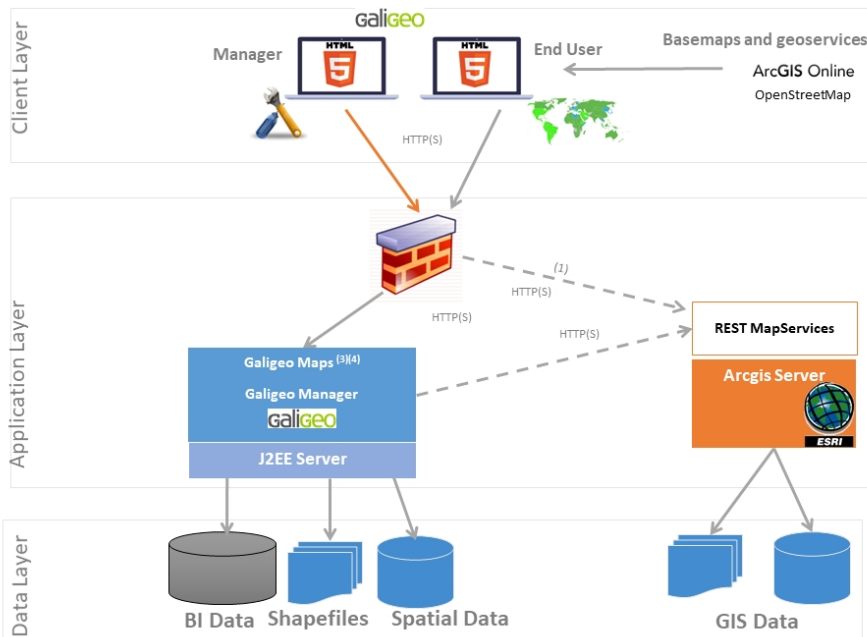 Client Layer
Galigeo
Manager
HTML
5
HTML
5
End User
Basemaps and geoservices
ArcGIS Online
OpenStreetMap
HTTP(S)
Application Layer
(1)
HTTP(S)
HTTP(S)
HTTP(S)
REST MapServices
Galigeo Maps (3)(4)
Galigeo Manager
Galigeo
J2EE Server
Arcgis Server
ESRI
Data Layer
BI Data
Shapefiles
Spatial Data
GIS Data